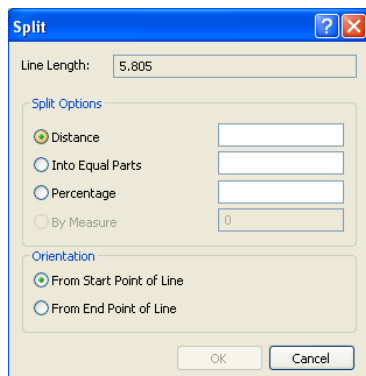 Split
Line Length: 5.805
Split Options
Distance
Into Equal Parts
Percentage
By Measure 0
Orientation
From Start Point of Line
From End Point of Line
OK Cancel